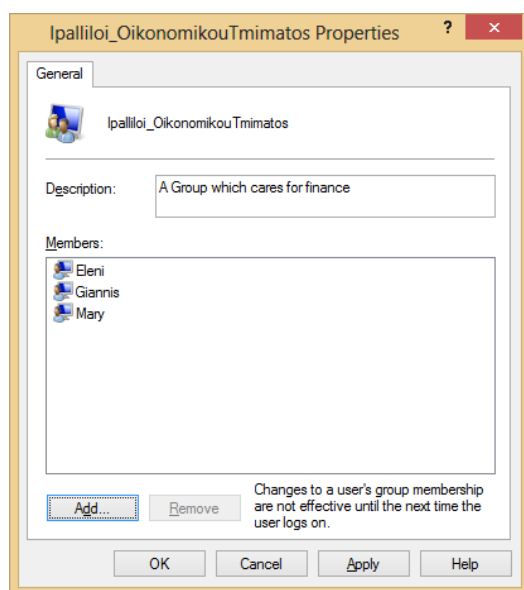 Ipalliloi_OikonomikouTmimatos Properties ? ×
General
Ipalliloi_OikonomikouTmimatos
Description: A Group which cares for finance
Members:
Eleni
Giannis
Mary
Add... Remove
Changes to a user's group membership
are not effective until the next time the
user logs on.
OK Cancel Apply Help